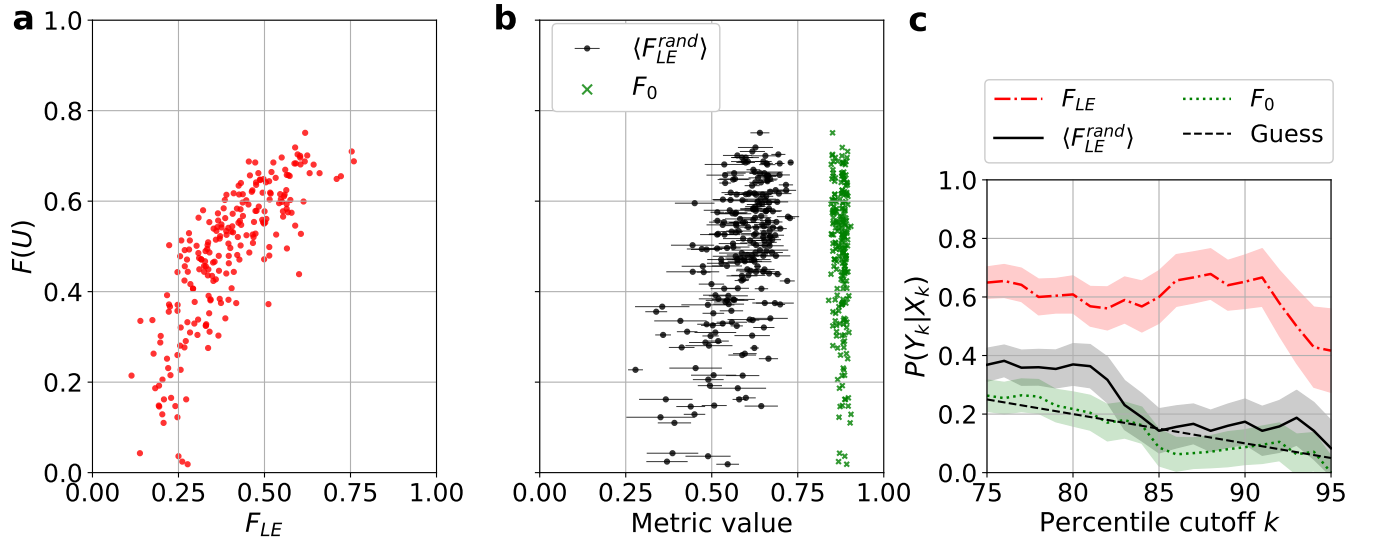 a
1.0
0.8
0.6
0.4
0.2
0.0
F(U)
0.00 0.25 0.50 0.75 1.00
F_LE
b
⟨F_LE^rand⟩
F_0
0.00 0.25 0.50 0.75 1.00
Metric value
c
F_LE F_0
⟨F_LE^rand⟩ Guess
1.0
0.8
0.6
0.4
0.2
0.0
P(Y_k|X_k)
75 80 85 90 95
Percentile cutoff k